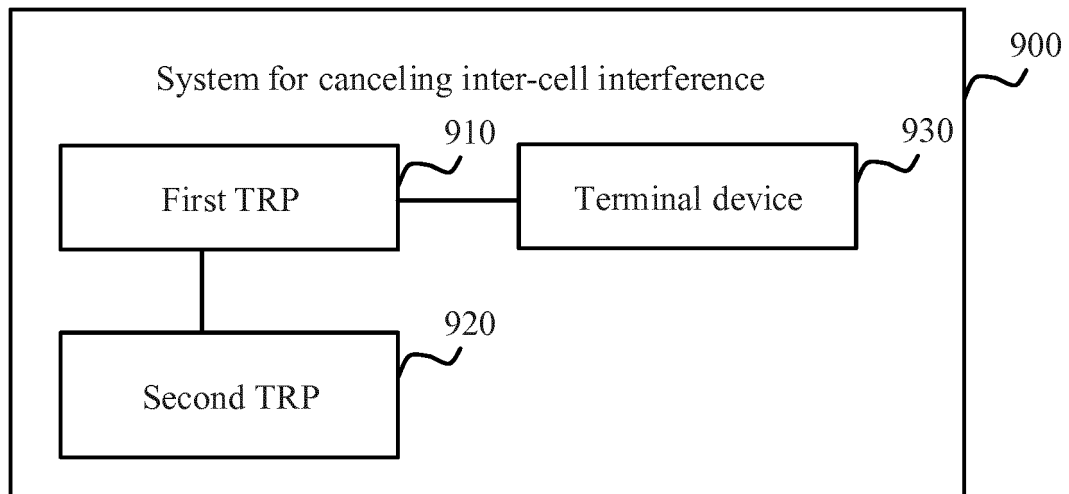 900
System for canceling inter-cell interference
910
930
First TRP
Terminal device
920
Second TRP